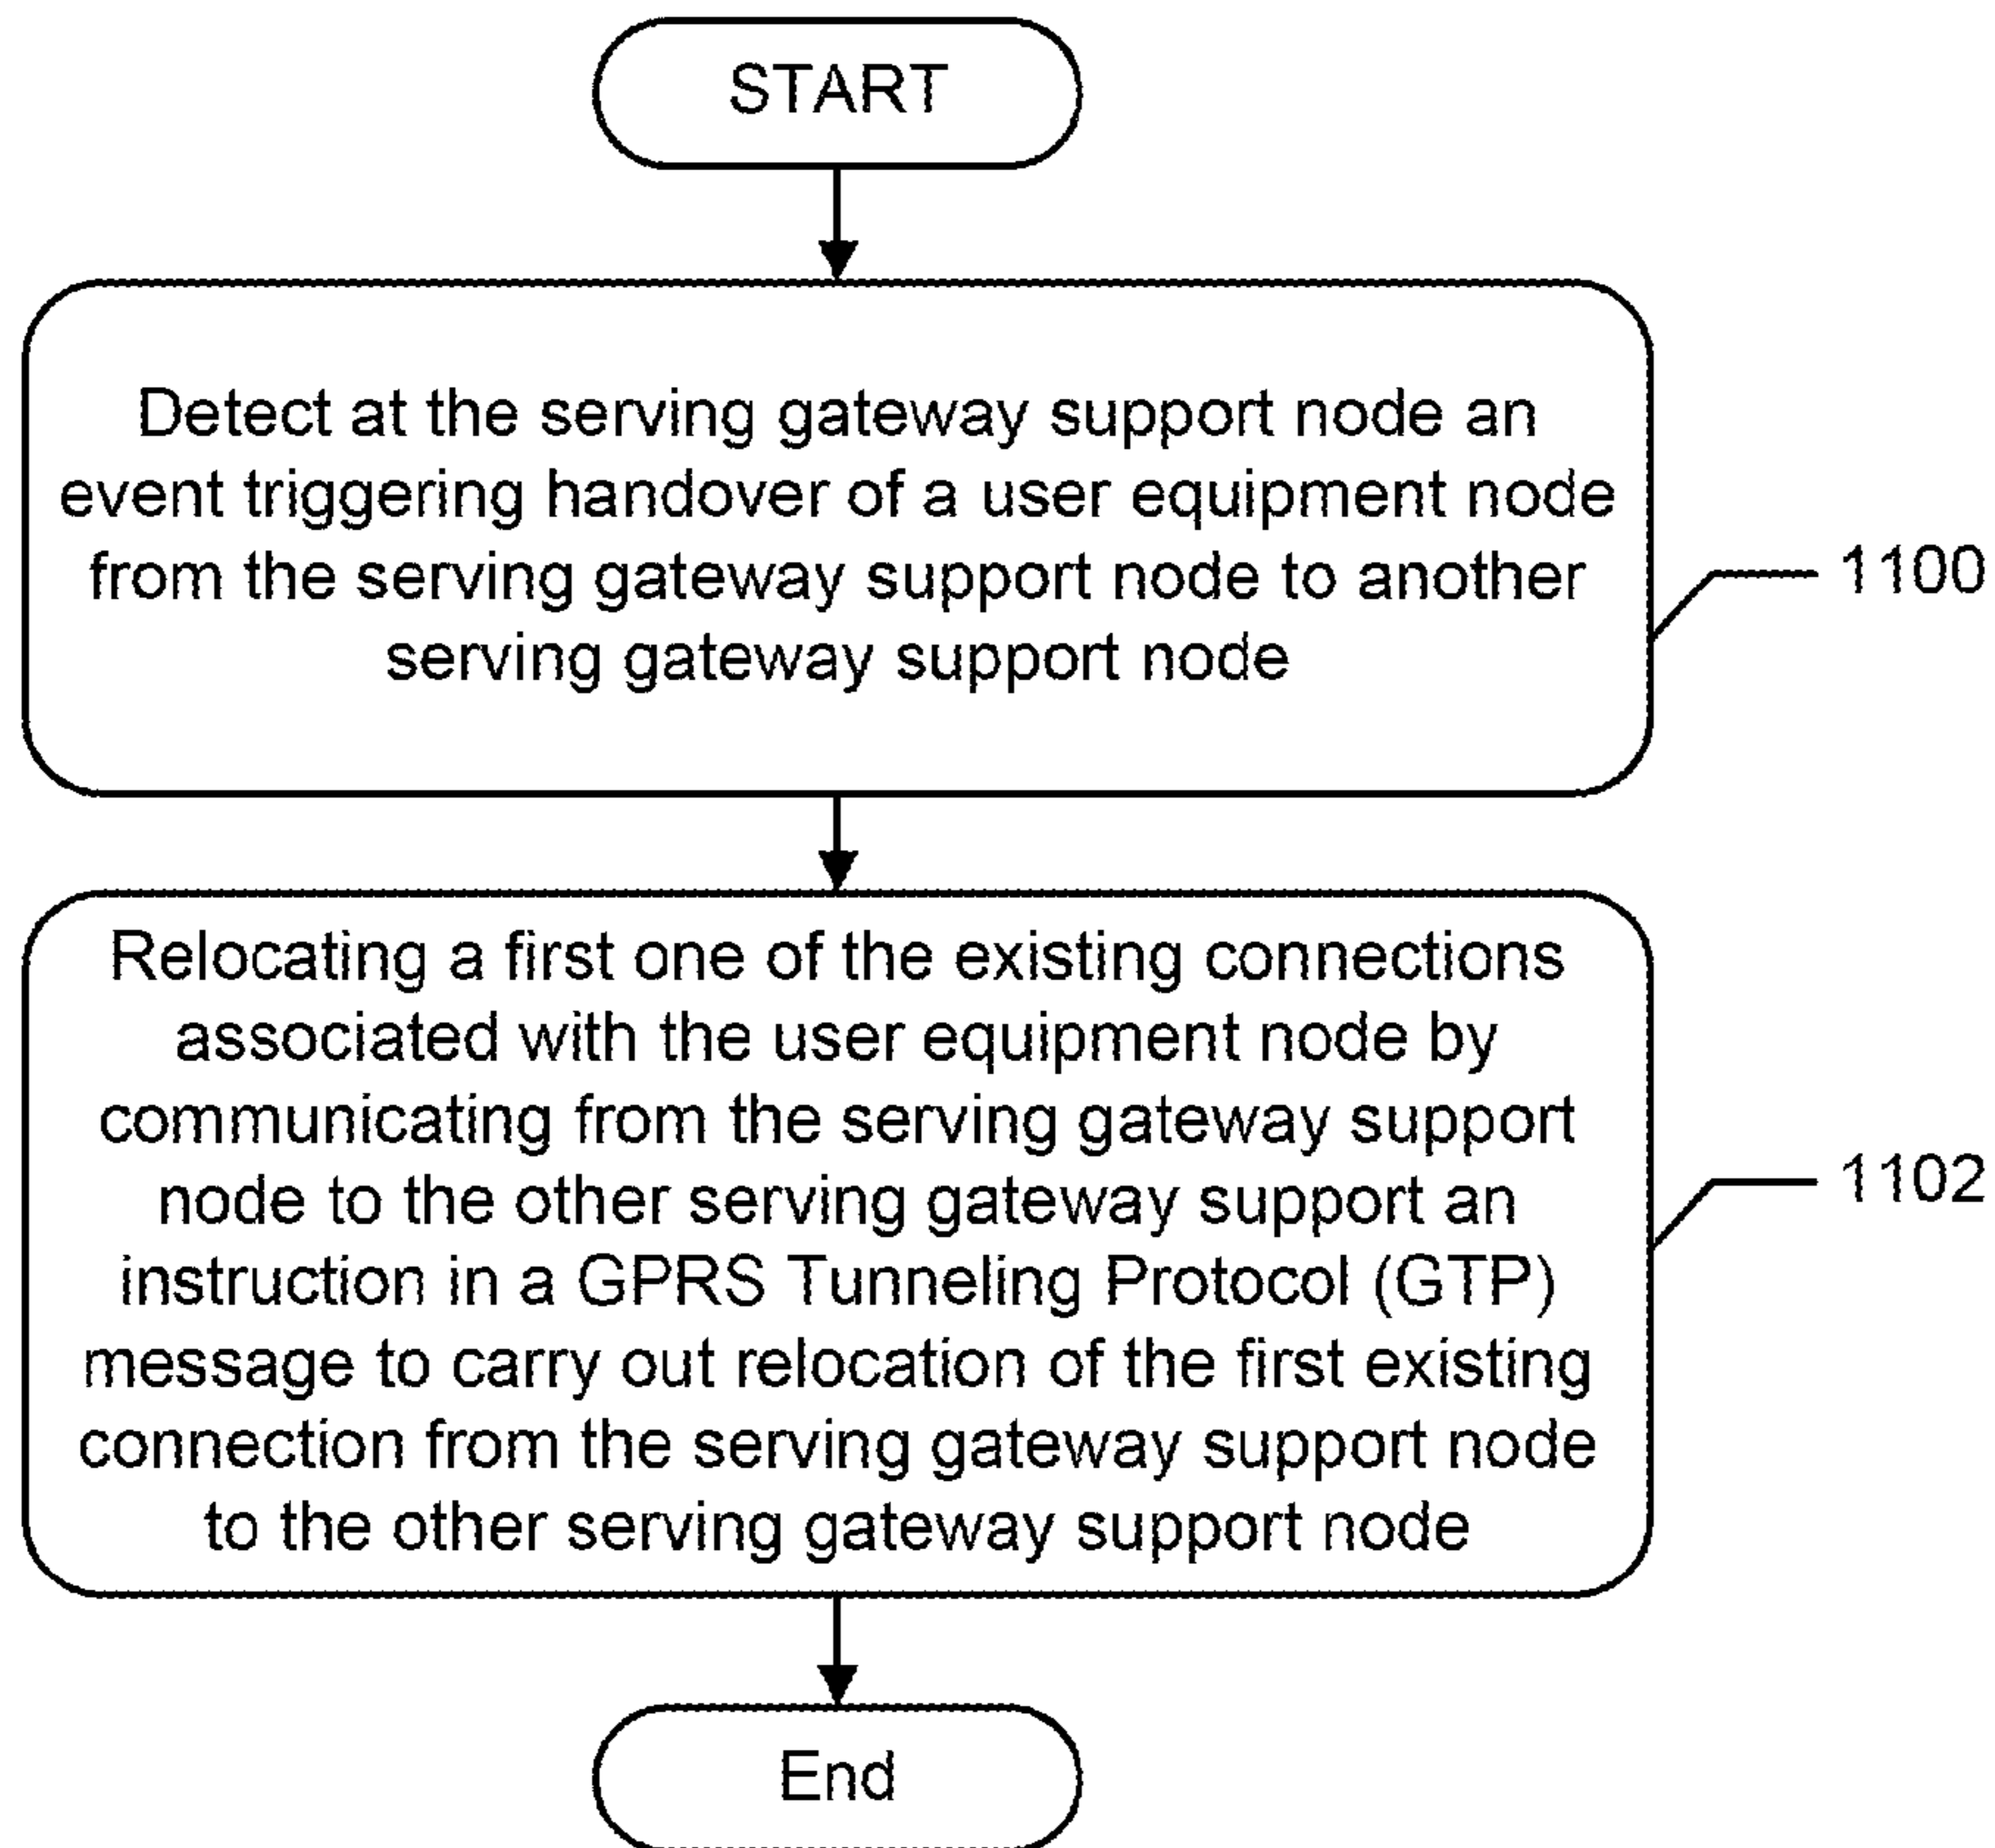 START
Detect at the serving gateway support node an
event triggering handover of a user equipment node
from the serving gateway support node to another
serving gateway support node
1100
Relocating a first one of the existing connections
associated with the user equipment node by
communicating from the serving gateway support
node to the other serving gateway support an
instruction in a GPRS Tunneling Protocol (GTP)
message to carry out relocation of the first existing
connection from the serving gateway support node
to the other serving gateway support node
1102
End